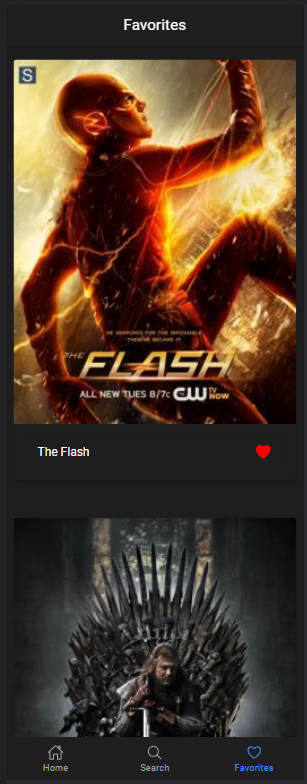 Favorites
S
HE SEARCHED FOR THE IMPOSSIBLE
THEN HE BECAME IT
THE
FLASH
ALL NEW TUES 8/7c CW TV
NOW
The Flash
Home
Search
Favorites